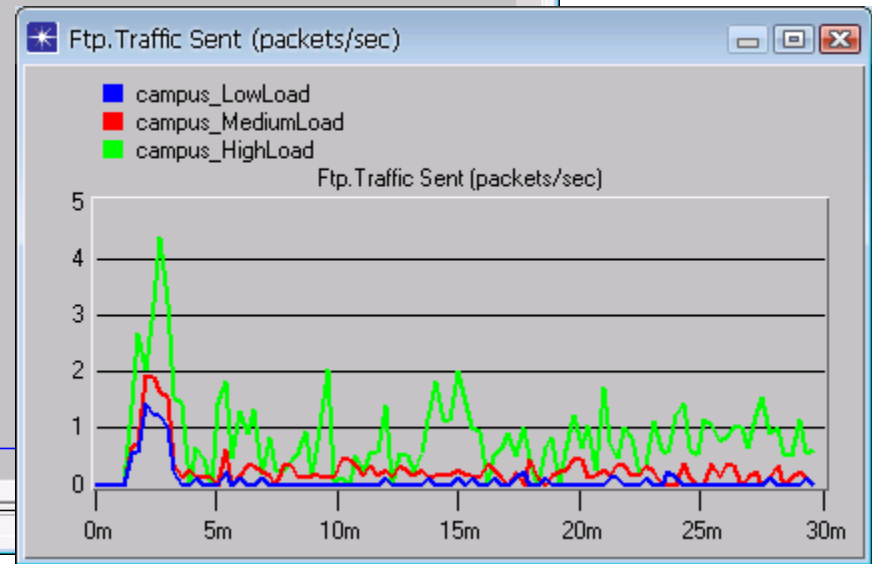 Ftp.Traffic Sent (packets/sec)
campus_LowLoad
campus_MediumLoad
campus_HighLoad
Ftp.Traffic Sent (packets/sec)
5
4
3
2
1
0
0m 5m 10m 15m 20m 25m 30m